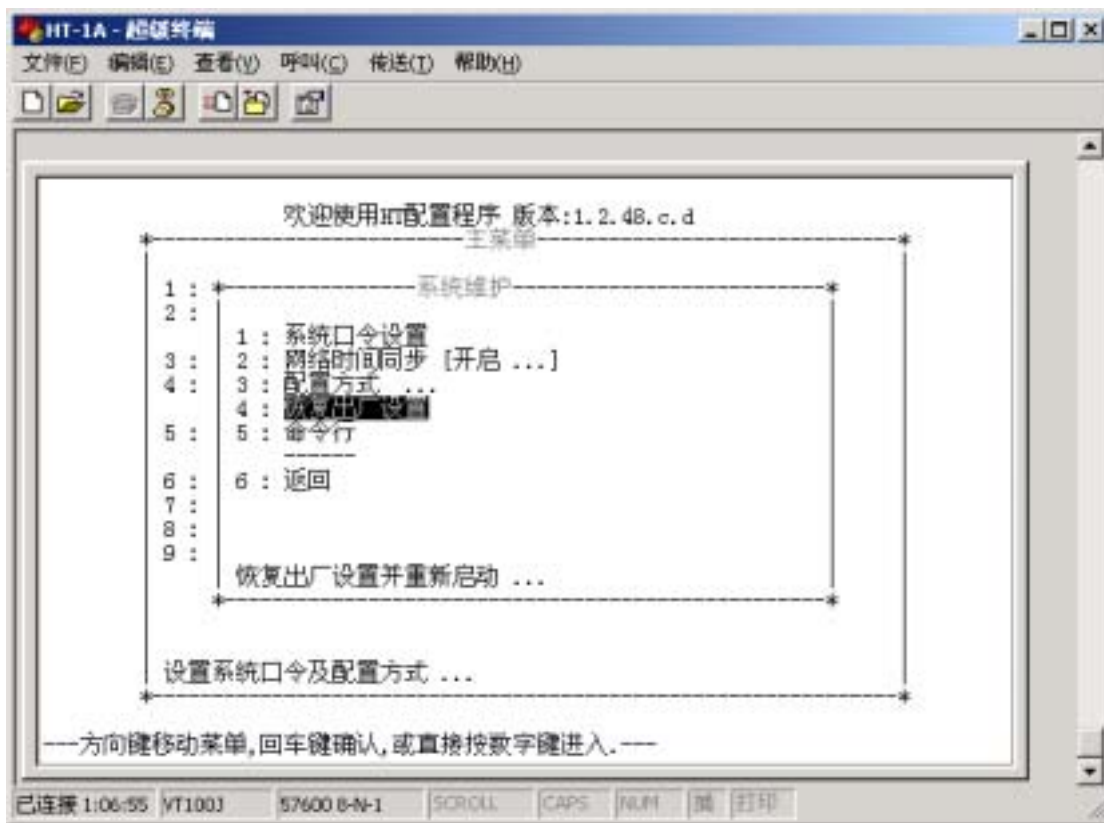 HT-1A - 超级终端
文件(F) 编辑(E) 查看(V) 呼叫(C) 传送(T) 帮助(H)
欢迎使用HT配置程序 版本:1.2.48.c.d
主菜单
1 : 系统维护
2 :
1 : 系统口令设置
3 : 2 : 网络时间同步 [开启 ...]
4 : 3 : 配置方式 ...
4 : 恢复出厂设置
5 : 5 : 命令行
------
6 : 6 : 返回
7 :
8 :
9 :
恢复出厂设置并重新启动 ...
设置系统口令及配置方式 ...
---方向键移动菜单,回车键确认,或直接按数字键进入.---
已连接 1:06:55 VT100J 57600 8-N-1 SCROLL CAPS NUM 捕 打印